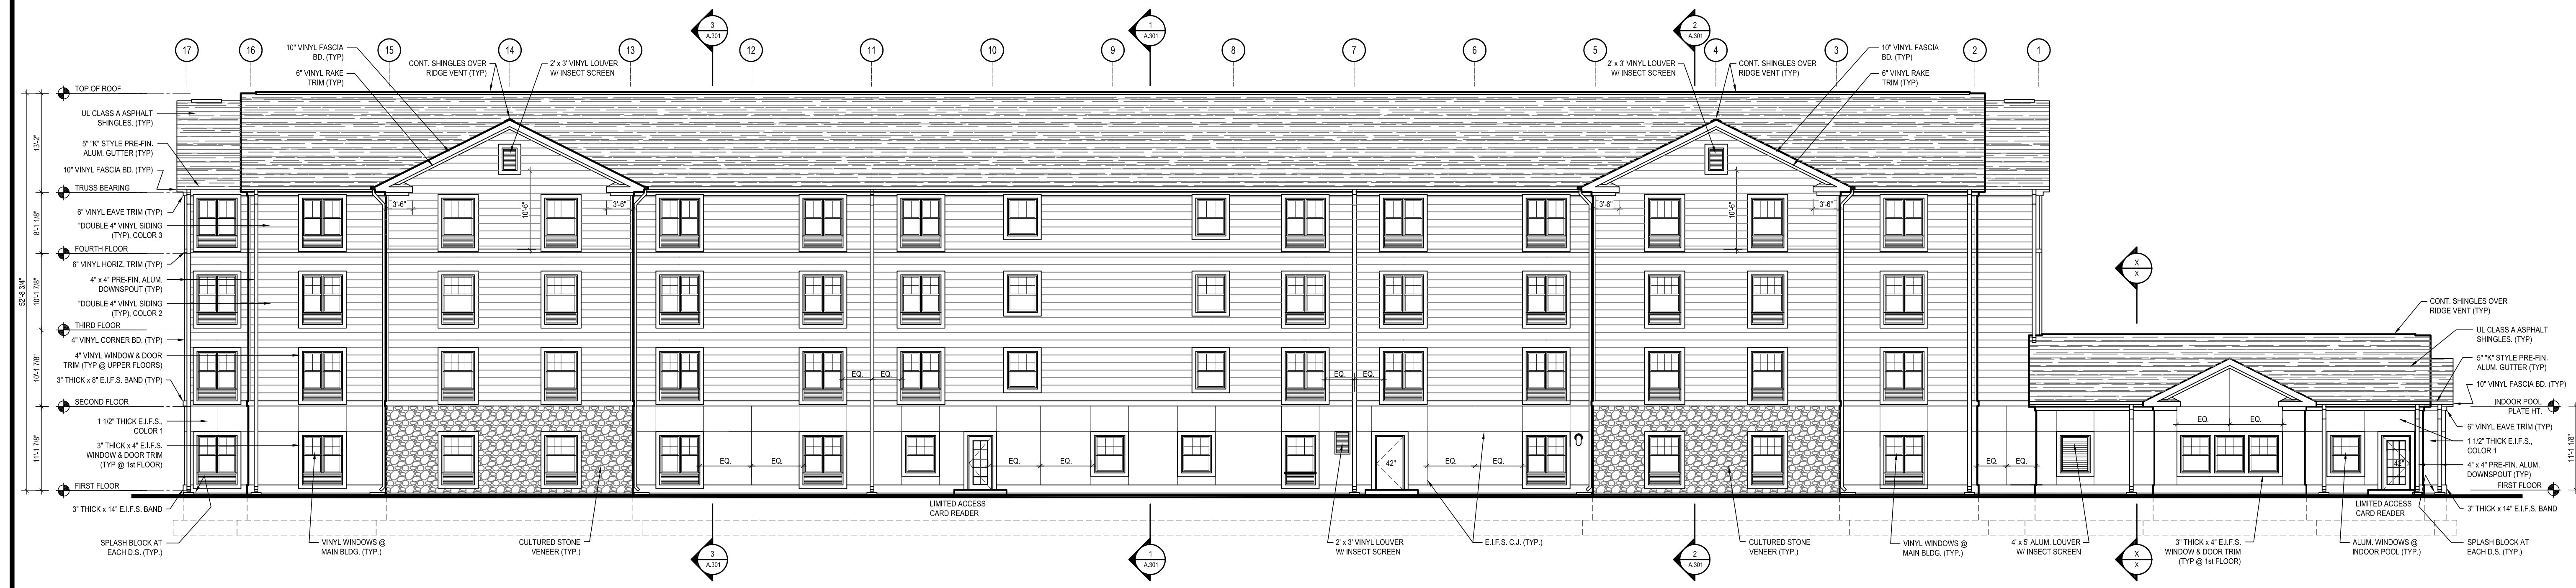 3
A.301
1
A.301
2
A.301
17
16
15
14
13
12
11
10
9
8
7
6
5
4
3
2
1
10" VINYL FASCIA
BD. (TYP)
6" VINYL RAKE
TRIM (TYP)
CONT. SHINGLES OVER
RIDGE VENT (TYP)
2' x 3' VINYL LOUVER
W/ INSECT SCREEN
2' x 3' VINYL LOUVER
W/ INSECT SCREEN
CONT. SHINGLES OVER
RIDGE VENT (TYP)
10" VINYL FASCIA
BD. (TYP)
6" VINYL RAKE
TRIM (TYP)
TOP OF ROOF
UL CLASS A ASPHALT
SHINGLES. (TYP)
5" "K" STYLE PRE-FIN.
ALUM. GUTTER (TYP)
10" VINYL FASCIA BD. (TYP)
TRUSS BEARING
6" VINYL EAVE TRIM (TYP)
"DOUBLE 4" VINYL SIDING
(TYP), COLOR 3
FOURTH FLOOR
6" VINYL HORIZ. TRIM (TYP)
4" x 4" PRE-FIN. ALUM.
DOWNSPOUT (TYP)
"DOUBLE 4" VINYL SIDING
(TYP), COLOR 2
THIRD FLOOR
4" VINYL CORNER BD. (TYP)
4" VINYL WINDOW & DOOR
TRIM (TYP @ UPPER FLOORS)
3" THICK x 8" E.I.F.S. BAND (TYP)
SECOND FLOOR
1 1/2" THICK E.I.F.S.,
COLOR 1
3" THICK x 4" E.I.F.S.
WINDOW & DOOR TRIM
(TYP @ 1st FLOOR)
FIRST FLOOR
3" THICK x 14" E.I.F.S. BAND
52'-8 3/4"
13'-2"
8'-1 1/8"
10'-1 7/8"
10'-1 7/8"
11'-1 7/8"
3'-6"
10'-6"
3'-6"
3'-6"
10'-6"
3'-6"
EQ.
EQ.
EQ.
EQ.
EQ.
EQ.
EQ.
EQ.
42"
EQ.
EQ.
EQ.
EQ.
X
X
CONT. SHINGLES OVER
RIDGE VENT (TYP)
UL CLASS A ASPHALT
SHINGLES. (TYP)
5" "K" STYLE PRE-FIN.
ALUM. GUTTER (TYP)
10" VINYL FASCIA BD. (TYP)
INDOOR POOL
PLATE HT.
6" VINYL EAVE TRIM (TYP)
1 1/2" THICK E.I.F.S.,
COLOR 1
4" x 4" PRE-FIN. ALUM.
DOWNSPOUT (TYP)
FIRST FLOOR
3" THICK x 14" E.I.F.S. BAND
11'-1 1/8"
EQ.
EQ.
42"
LIMITED ACCESS
CARD READER
LIMITED ACCESS
CARD READER
SPLASH BLOCK AT
EACH D.S. (TYP.)
VINYL WINDOWS @
MAIN BLDG. (TYP.)
CULTURED STONE
VENEER (TYP.)
2' x 3' VINYL LOUVER
W/ INSECT SCREEN
E.I.F.S. C.J. (TYP.)
CULTURED STONE
VENEER (TYP.)
VINYL WINDOWS @
MAIN BLDG. (TYP.)
4' x 5' ALUM. LOUVER
W/ INSECT SCREEN
3" THICK x 4" E.I.F.S.
WINDOW & DOOR TRIM
(TYP @ 1st FLOOR)
ALUM. WINDOWS @
INDOOR POOL (TYP.)
SPLASH BLOCK AT
EACH D.S. (TYP.)
3
A.301
1
A.301
2
A.301
X
X